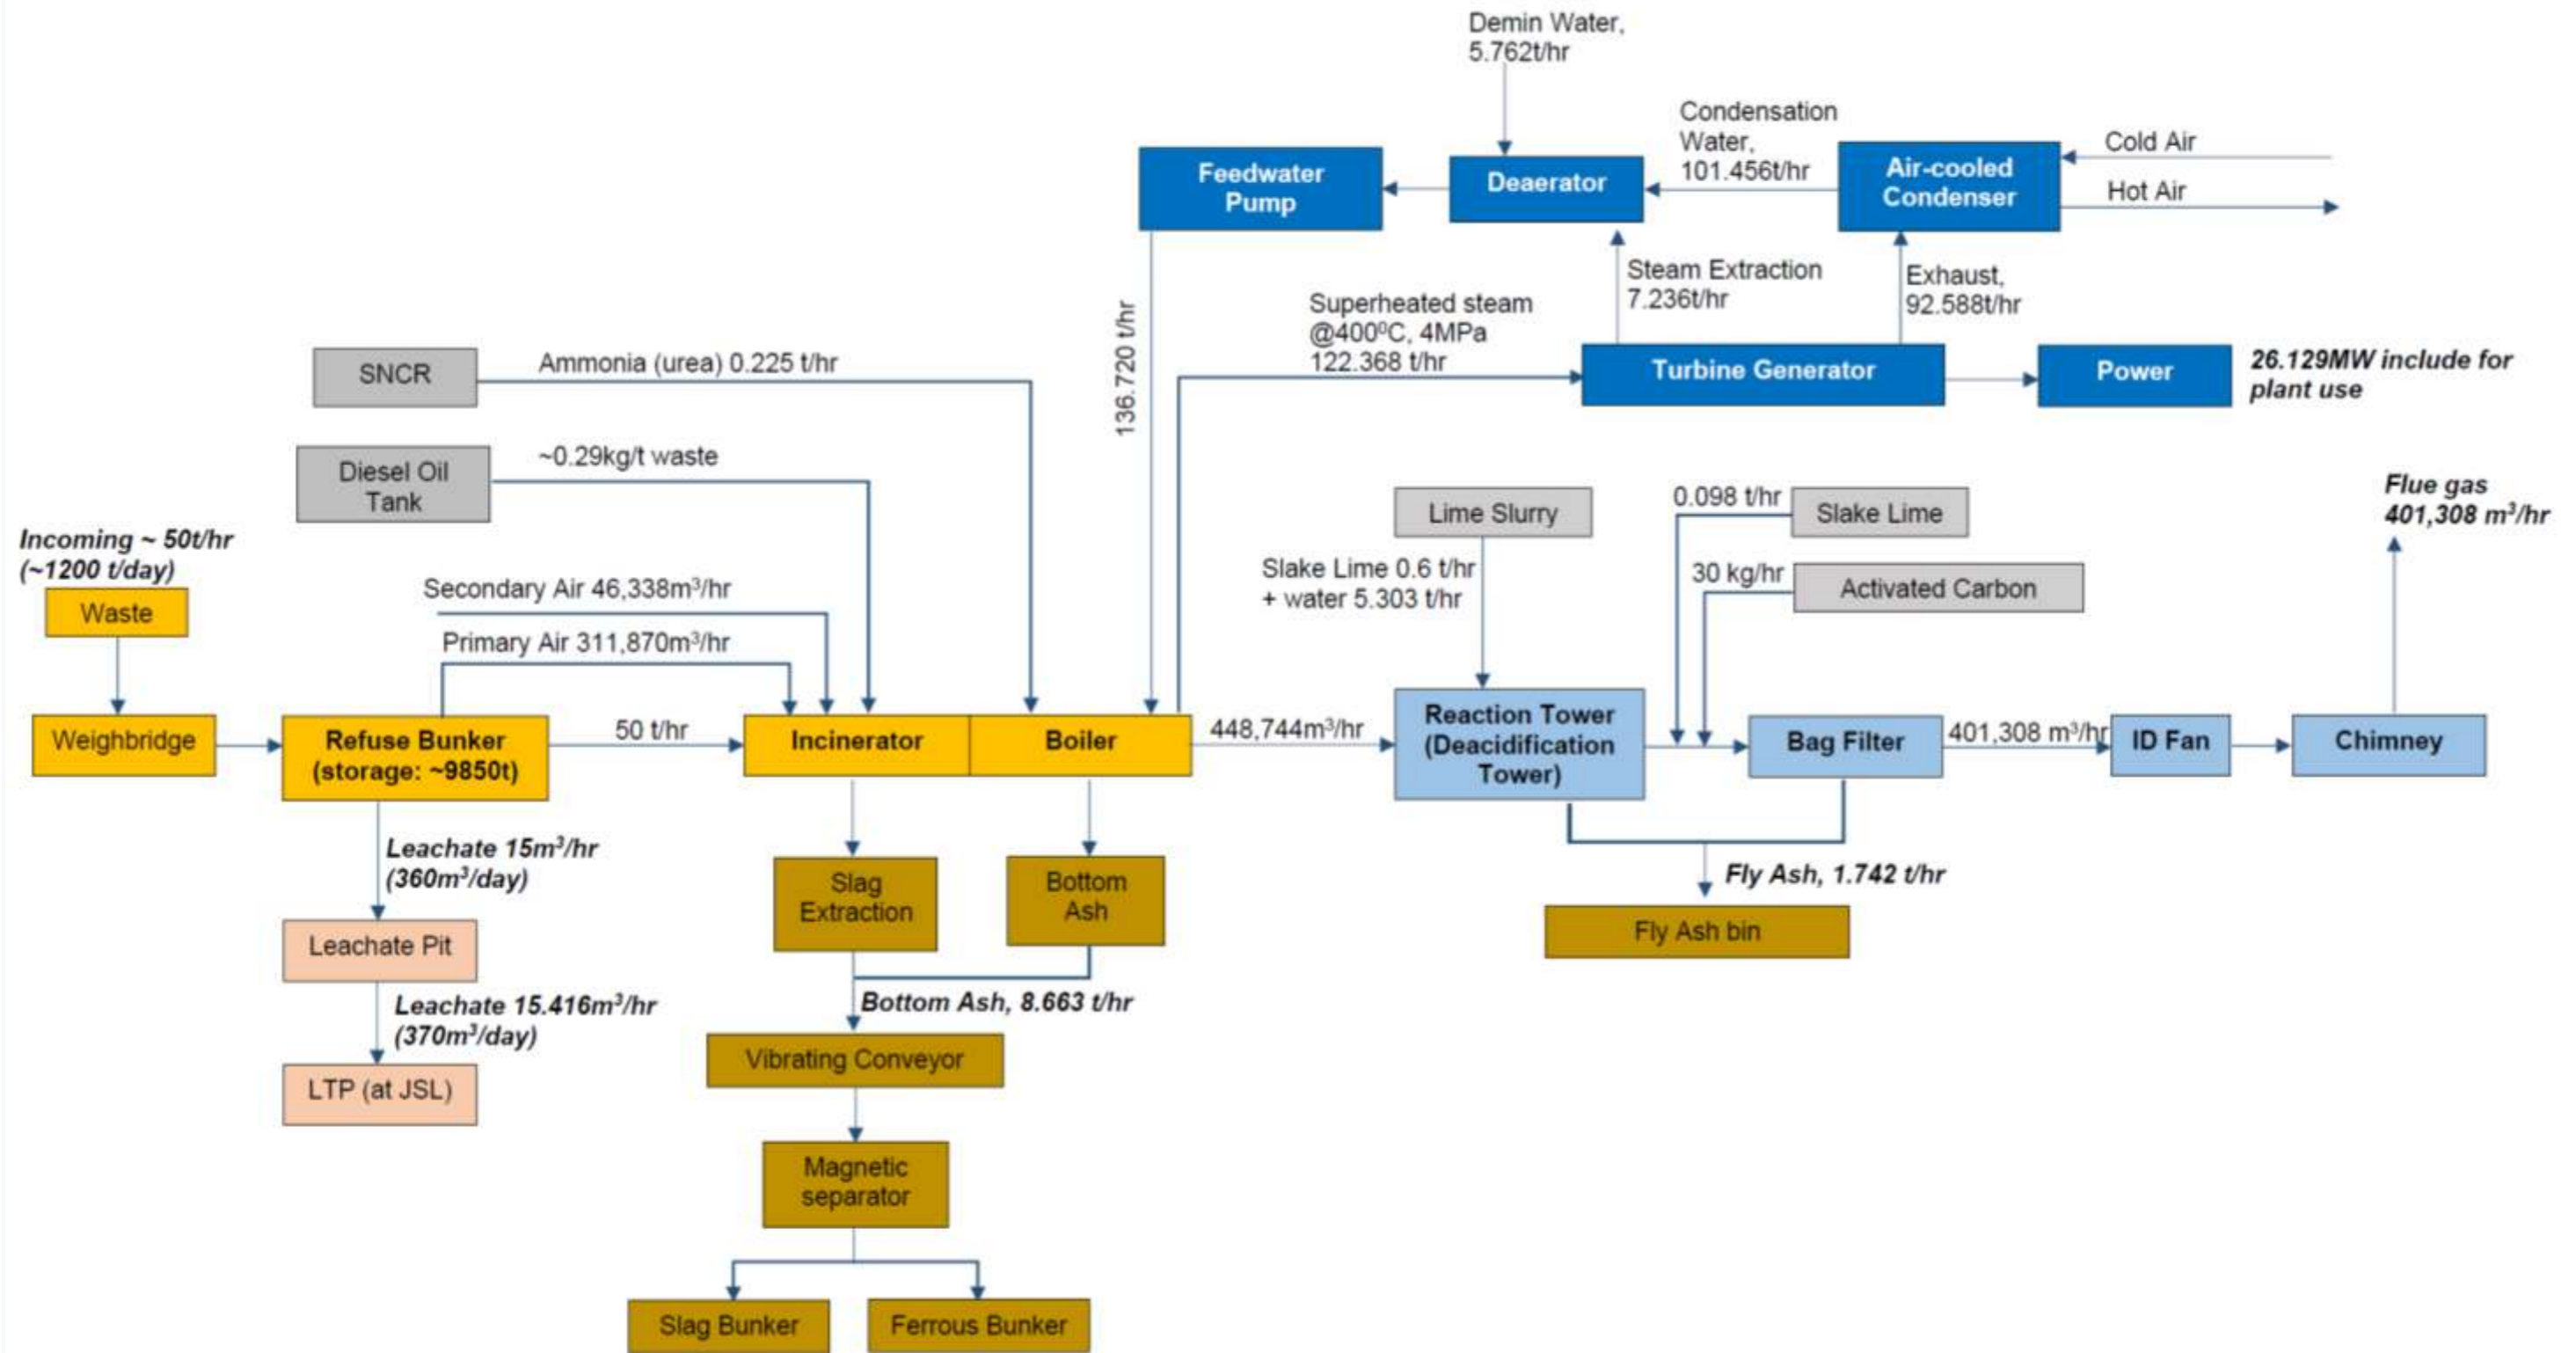 Demin Water,
5.762t/hr
Condensation
Water,
101.456t/hr
Feedwater
Pump
Deaerator
Air-cooled
Condenser
Cold Air
Hot Air
Steam Extraction
7.236t/hr
Exhaust,
92.588t/hr
Superheated steam
@400⁰C, 4MPa
122.368 t/hr
136.720 t/hr
Turbine Generator
Power
26.129MW include for
plant use
SNCR
Ammonia (urea) 0.225 t/hr
Diesel Oil
Tank
~0.29kg/t waste
Incoming ~ 50t/hr
(~1200 t/day)
Waste
Secondary Air 46,338m³/hr
Primary Air 311,870m³/hr
Lime Slurry
Slake Lime 0.6 t/hr
+ water 5.303 t/hr
0.098 t/hr
Slake Lime
30 kg/hr
Activated Carbon
Flue gas
401,308 m³/hr
Weighbridge
Refuse Bunker
(storage: ~9850t)
50 t/hr
Incinerator
Boiler
448,744m³/hr
Reaction Tower
(Deacidification
Tower)
Bag Filter
401,308 m³/hr
ID Fan
Chimney
Leachate 15m³/hr
(360m³/day)
Slag
Extraction
Bottom
Ash
Fly Ash, 1.742 t/hr
Fly Ash bin
Leachate Pit
Leachate 15.416m³/hr
(370m³/day)
LTP (at JSL)
Bottom Ash, 8.663 t/hr
Vibrating Conveyor
Magnetic
separator
Slag Bunker
Ferrous Bunker